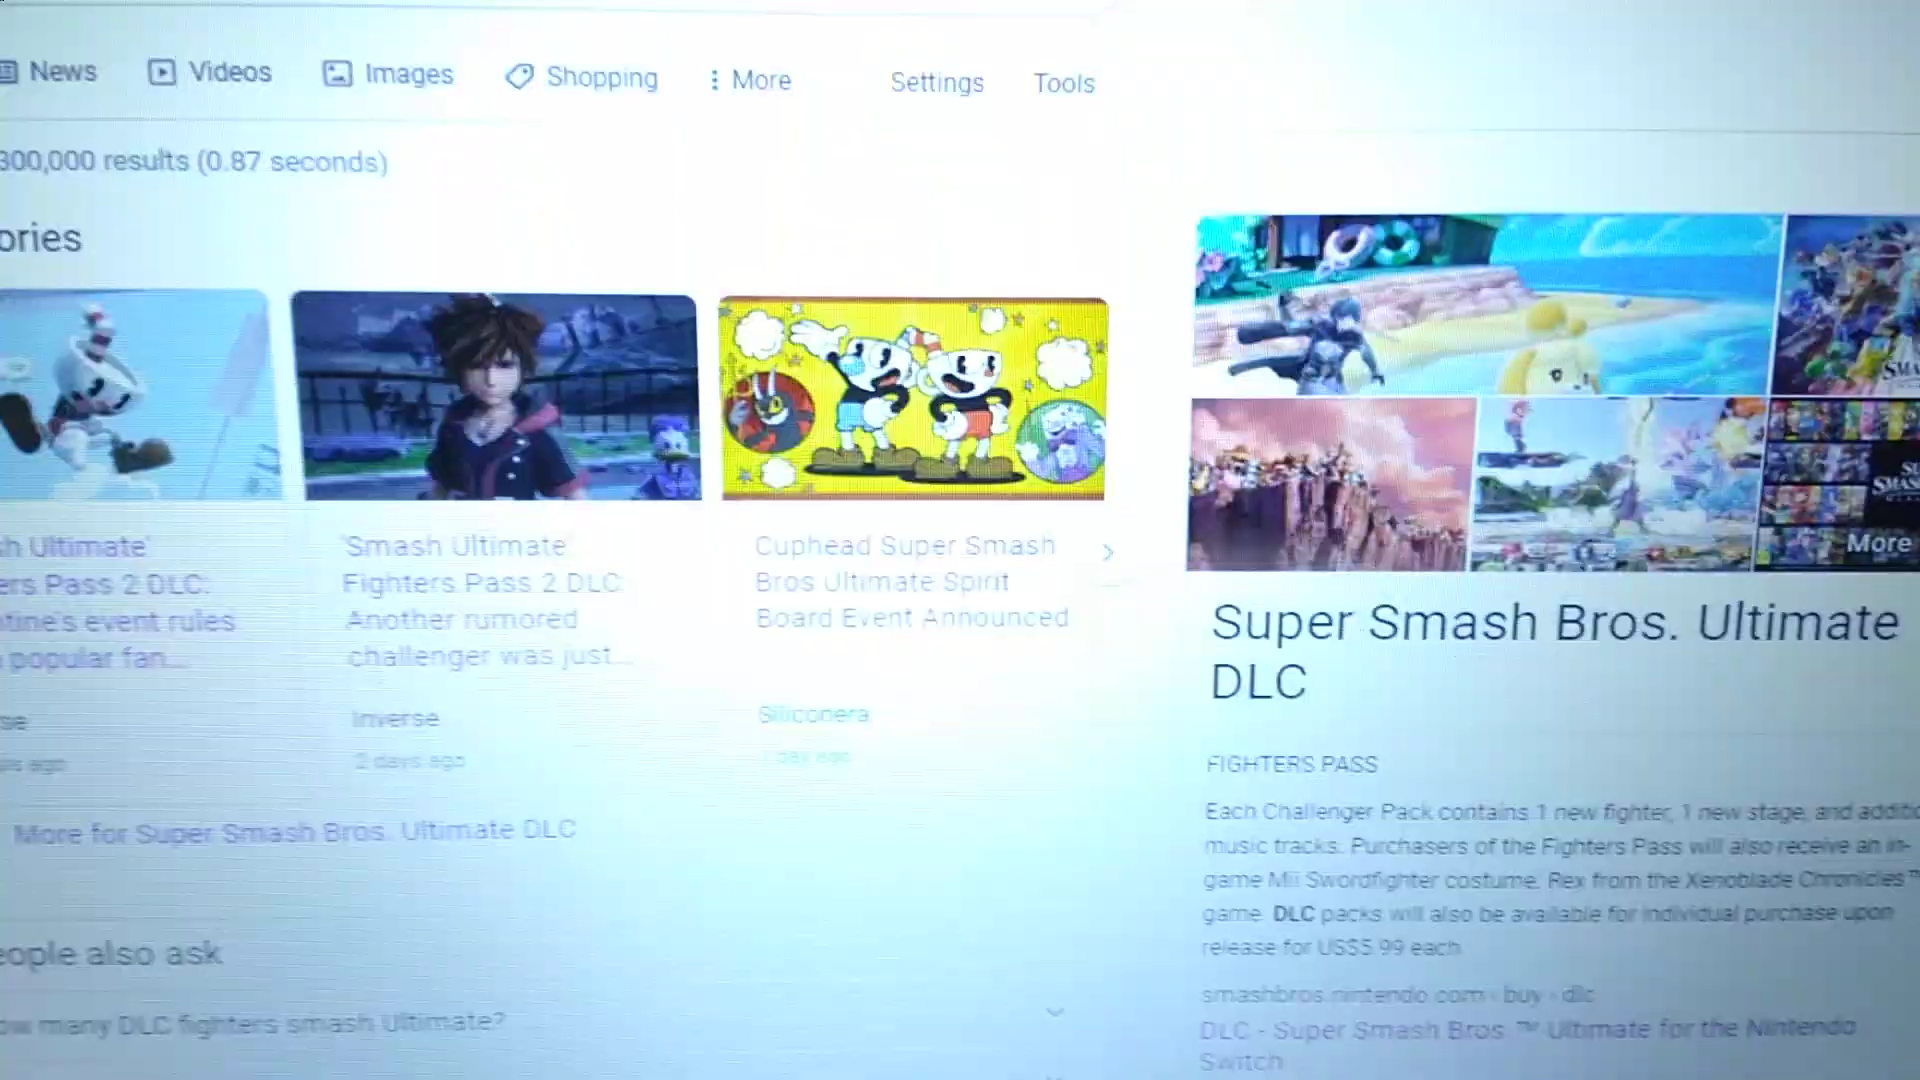 News Videos Images Shopping More Settings Tools
300,000 results (0.87 seconds)
ories
h Ultimate'
ers Pass 2 DLC:
tine's event rules
popular fan...
se
ago
'Smash Ultimate'
Fighters Pass 2 DLC:
Another rumored
challenger was just...
Inverse
2 days ago
Cuphead Super Smash
Bros Ultimate Spirit
Board Event Announced
Siliconera
day ago
More for Super Smash Bros. Ultimate DLC
eople also ask
ow many DLC fighters smash Ultimate?
More
Super Smash Bros. Ultimate
DLC
FIGHTERS PASS
Each Challenger Pack contains 1 new fighter, 1 new stage, and additio
music tracks. Purchasers of the Fighters Pass will also receive an in-
game Mii Swordfighter costume, Rex from the Xenoblade Chronicles™
game. DLC packs will also be available for individual purchase upon
release for US$5.99 each.
smashbros.nintendo.com › buy › dlc
DLC - Super Smash Bros.™ Ultimate for the Nintendo
Switch